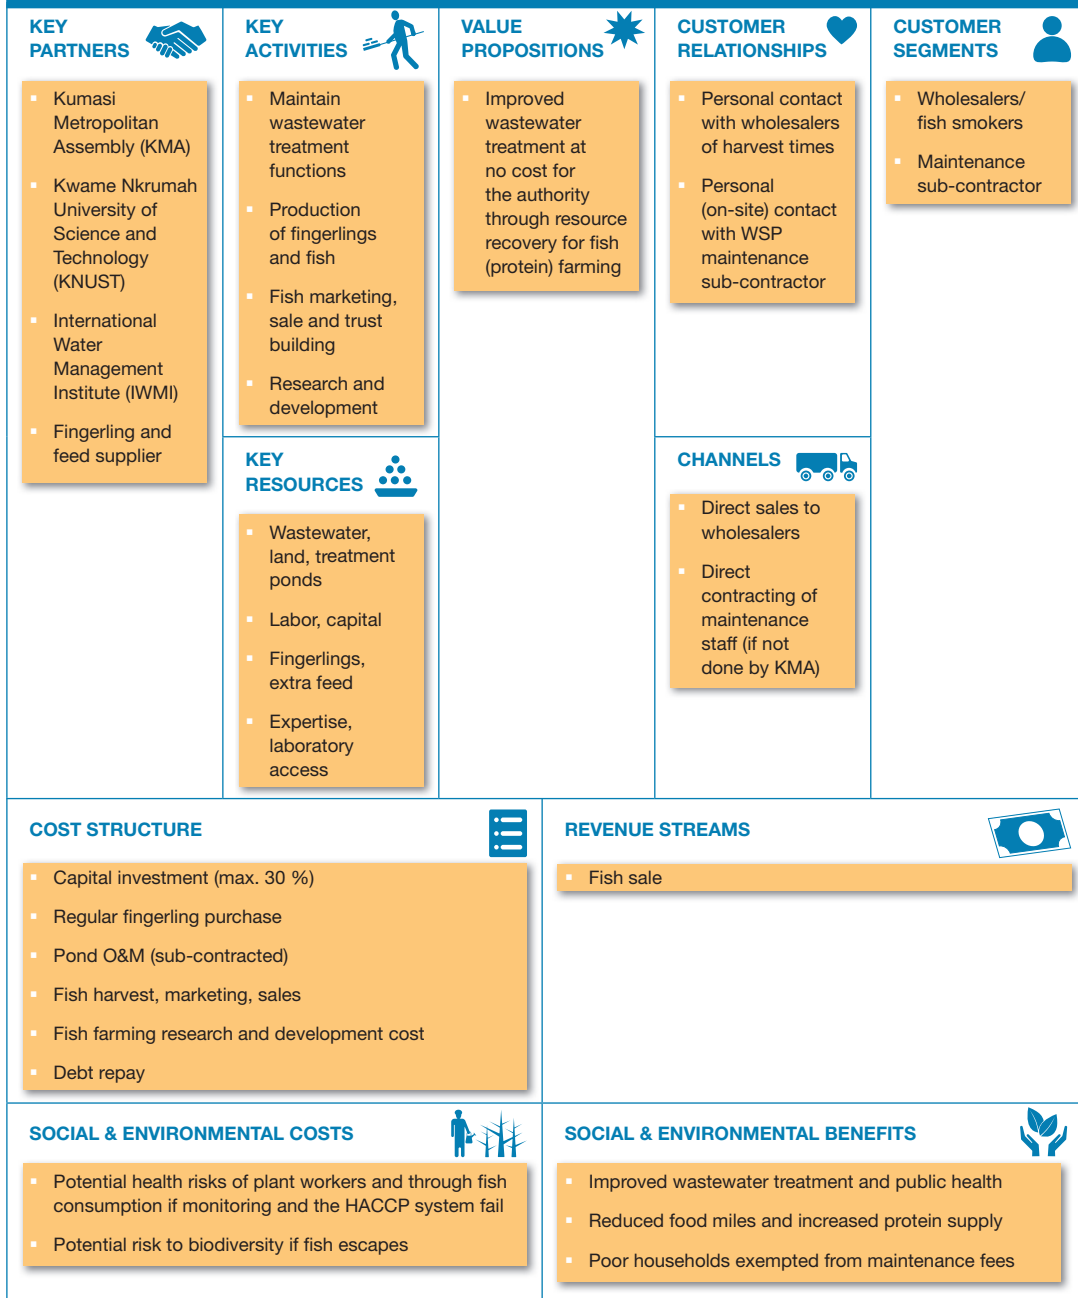 KEY
PARTNERS
Kumasi
Metropolitan
Assembly (KMA)
Kwame Nkrumah
University of
Science and
Technology
(KNUST)
International
Water
Management
Institute (IWMI)
Fingerling and
feed supplier
KEY
ACTIVITIES
Maintain
wastewater
treatment
functions
Production
of fingerlings
and fish
Fish marketing,
sale and trust
building
Research and
development
KEY
RESOURCES
Wastewater,
land, treatment
ponds
Labor, capital
Fingerlings,
extra feed
Expertise,
laboratory
access
VALUE
PROPOSITIONS
Improved
wastewater
treatment at
no cost for
the authority
through resource
recovery for fish
(protein) farming
CUSTOMER
RELATIONSHIPS
Personal contact
with wholesalers
of harvest times
Personal
(on-site) contact
with WSP
maintenance
sub-contractor
CHANNELS
Direct sales to
wholesalers
Direct
contracting of
maintenance
staff (if not
done by KMA)
CUSTOMER
SEGMENTS
Wholesalers/
fish smokers
Maintenance
sub-contractor
COST STRUCTURE
Capital investment (max. 30 %)
Regular fingerling purchase
Pond O&M (sub-contracted)
Fish harvest, marketing, sales
Fish farming research and development cost
Debt repay
REVENUE STREAMS
Fish sale
SOCIAL & ENVIRONMENTAL COSTS
Potential health risks of plant workers and through fish
consumption if monitoring and the HACCP system fail
Potential risk to biodiversity if fish escapes
SOCIAL & ENVIRONMENTAL BENEFITS
Improved wastewater treatment and public health
Reduced food miles and increased protein supply
Poor households exempted from maintenance fees